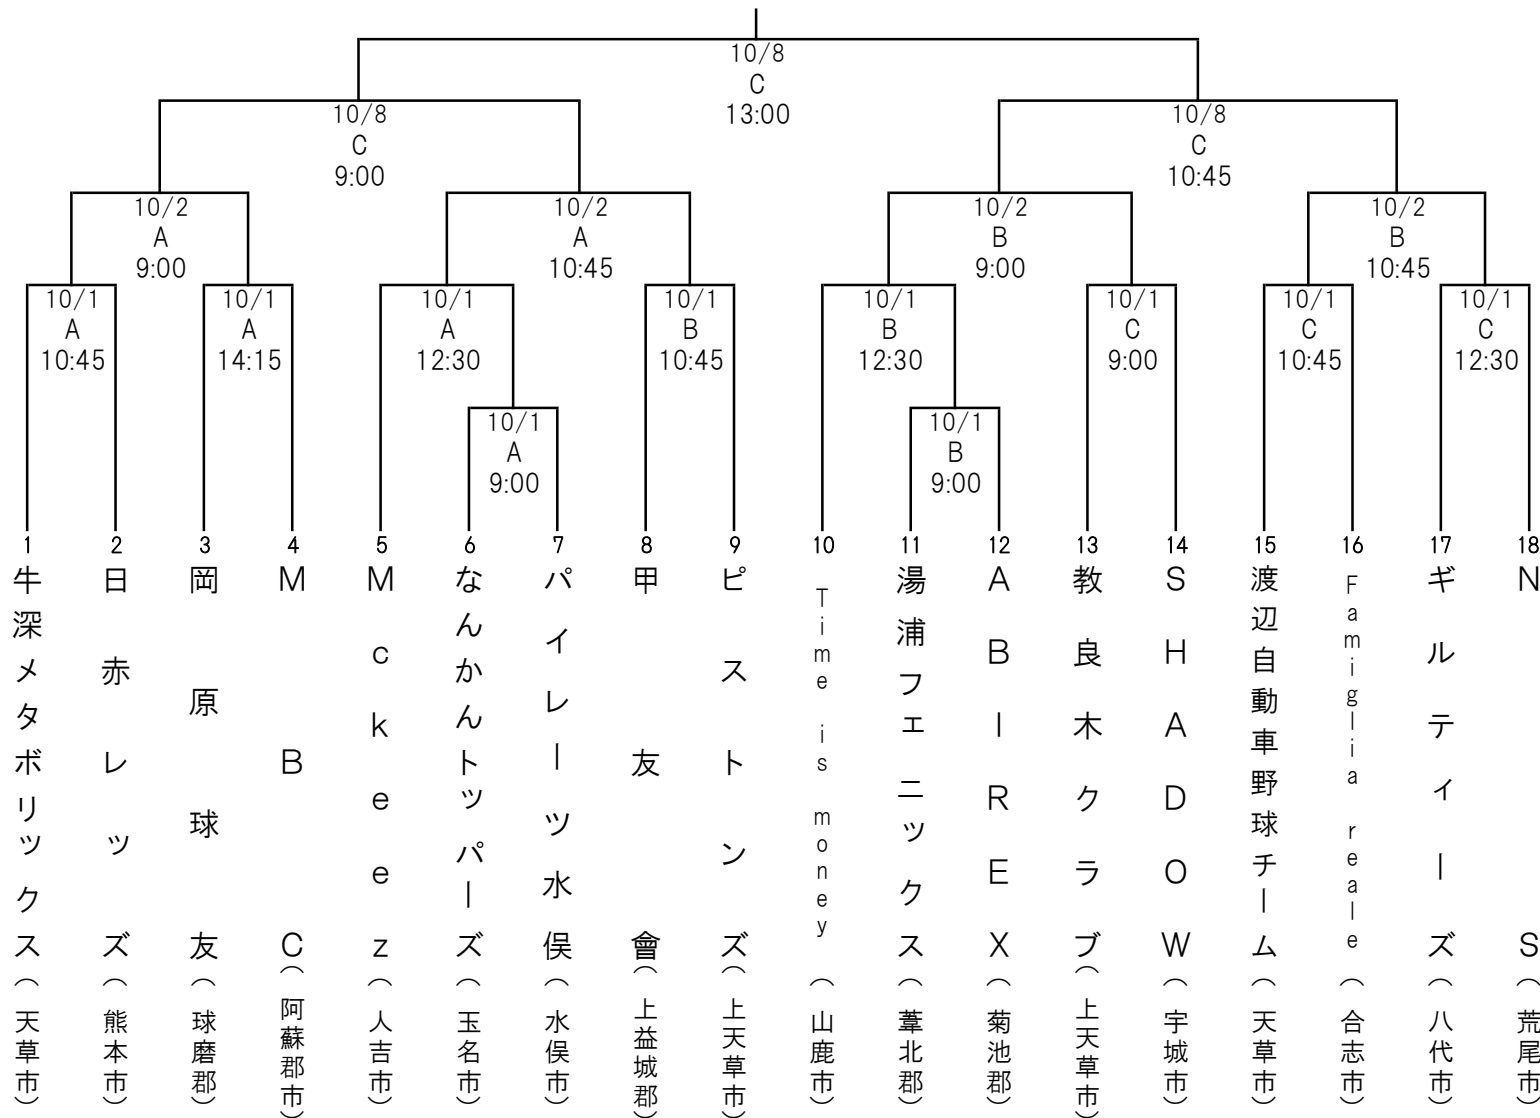 10/8
C
13:00
10/8
C
9:00
10/8
C
10:45
10/2
A
9:00
10/2
A
10:45
10/2
B
9:00
10/2
B
10:45
10/1
A
10:45
10/1
A
14:15
10/1
A
12:30
10/1
B
10:45
10/1
B
12:30
10/1
C
9:00
10/1
C
10:45
10/1
C
12:30
10/1
A
9:00
10/1
B
9:00
1
牛深メタボリックス(天草市)
2
日赤レッズ(熊本市)
3
岡原球友(球磨郡)
4
MBC(阿蘇郡市)
5
Mckeez(人吉市)
6
なんかんトッパーズ(玉名市)
7
パイレーツ水俣(水俣市)
8
甲友會(上益城郡)
9
ピストンズ(上天草市)
10
Time is money(山鹿市)
11
湯浦フェニックス(葦北郡)
12
ABIREX(菊池郡)
13
教良木クラブ(上天草市)
14
SHADOW(宇城市)
15
渡辺自動車野球チーム(天草市)
16
Famiglia reale(合志市)
17
ギルティーズ(八代市)
18
NS(荒尾市)